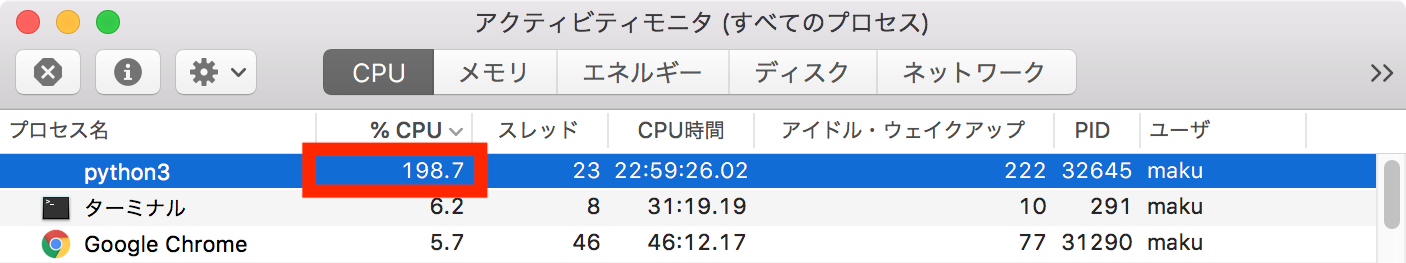 アクティビティモニタ (すべてのプロセス)
CPU メモリ エネルギー ディスク ネットワーク
プロセス名 % CPU スレッド CPU時間 アイドル・ウェイクアップ PID ユーザ
python3 198.7 23 22:59:26.02 222 32645 maku
ターミナル 6.2 8 31:19.19 10 291 maku
Google Chrome 5.7 46 46:12.17 77 31290 maku